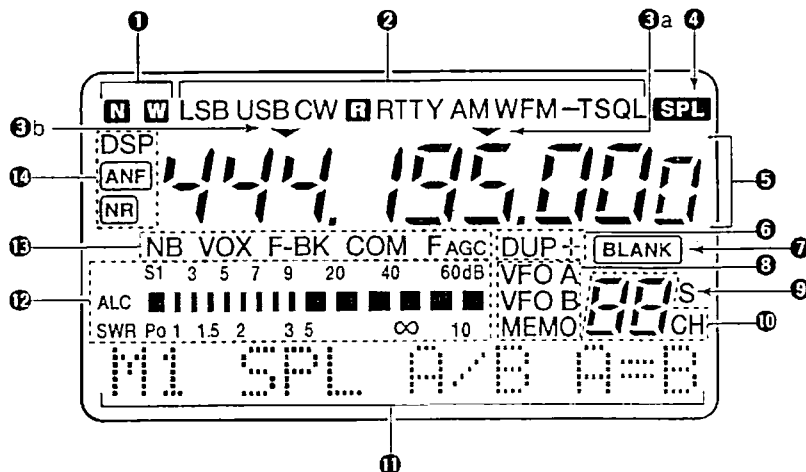 ❶ ❷ ❸a ❹
N W LSB USB CW R RTTY AM WFM-TSQL SPL
❸b
DSP
444.195.000 ❺
⓮ ANF
NR
❻
⓭ NB VOX F-BK COM FAGC DUP+ BLANK ❼
❽
S1 3 5 7 9 20 40 60dB VFO A
⓬ ALC VFO B 88 S ❾
SWR Po 1 1.5 2 3 5 ∞ 10 MEMO CH ❿
M1 SPL A/B A=B
⓫